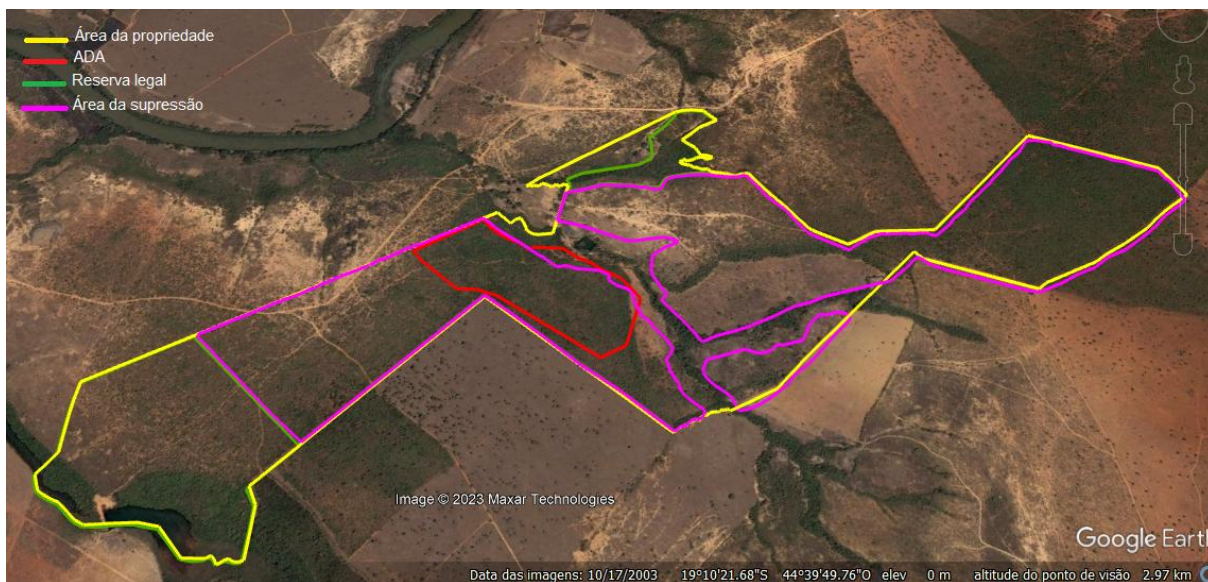 Área da propriedade
ADA
Reserva legal
Área da supressão
Image © 2023 Maxar Technologies
Google Earth
Data das imagens: 10/17/2003 19°10'21.68"S 44°39'49.76"O elev 0 m altitude do ponto de visão 2.97 km